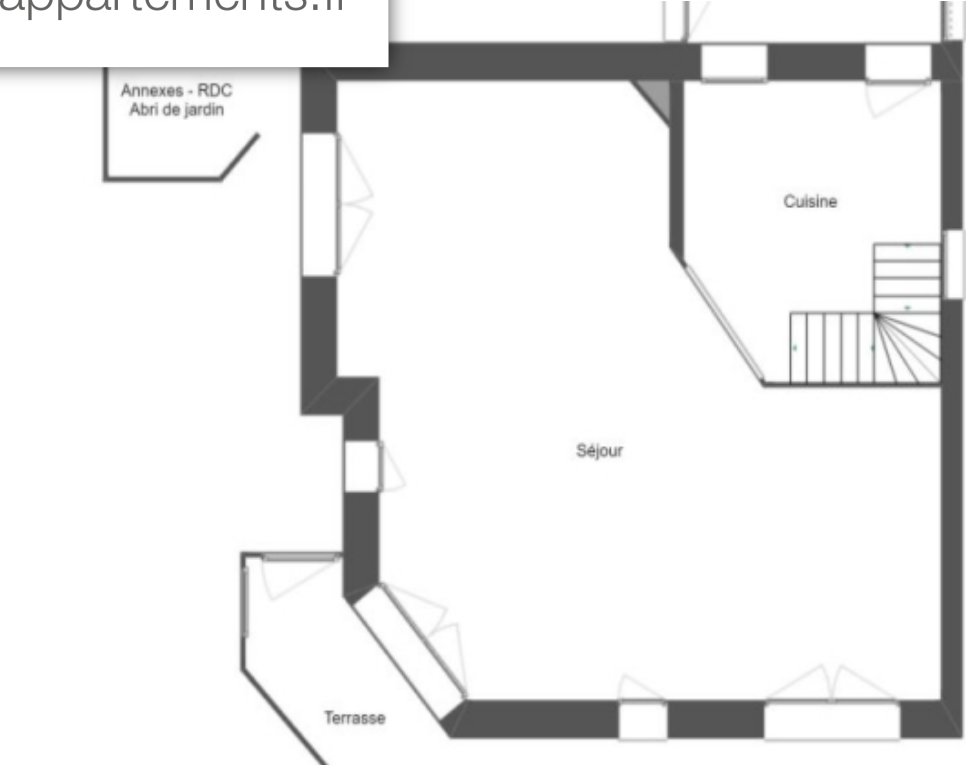 appartements.fr
Annexes - RDC
Abri de jardin
Cuisine
Séjour
Terrasse